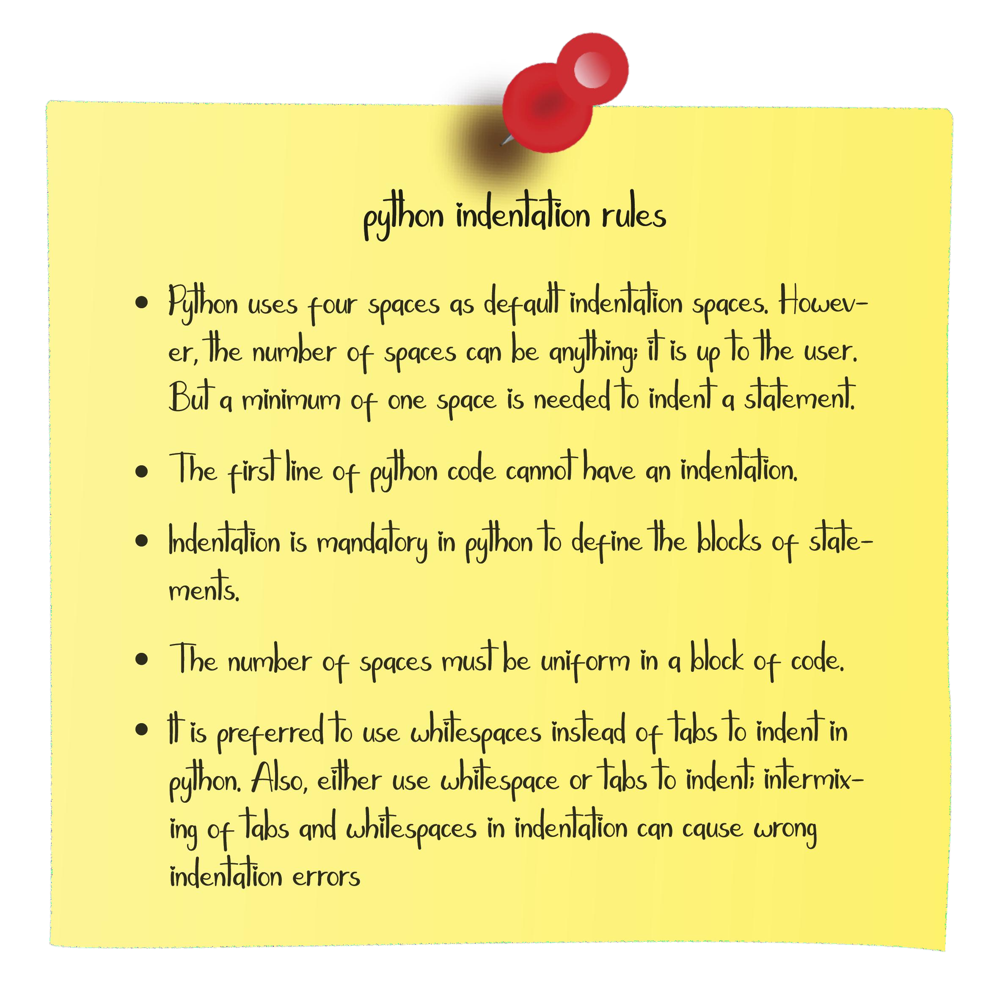 python indentation rules
• Python uses four spaces as default indentation spaces. Howev-
er, the number of spaces can be anything; it is up to the user.
But a minimum of one space is needed to indent a statement.
• The first line of python code cannot have an indentation.
• Indentation is mandatory in python to define the blocks of state-
ments.
• The number of spaces must be uniform in a block of code.
• It is preferred to use whitespaces instead of tabs to indent in
python. Also, either use whitespace or tabs to indent; intermix-
ing of tabs and whitespaces in indentation can cause wrong
indentation errors